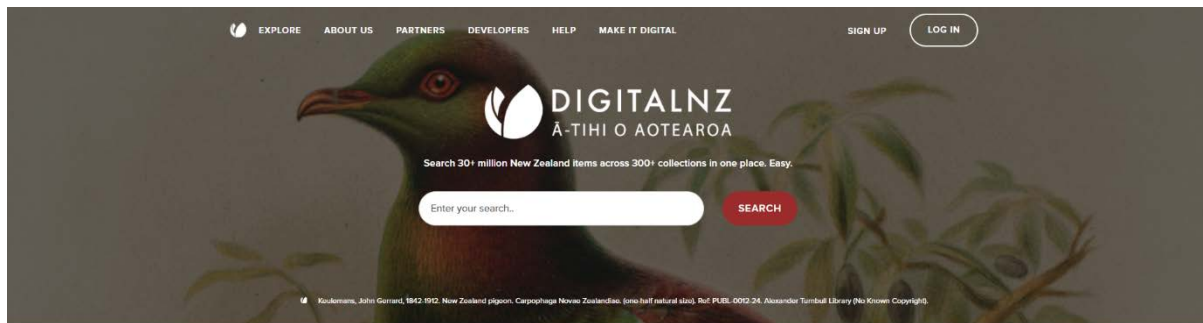 EXPLORE ABOUT US PARTNERS DEVELOPERS HELP MAKE IT DIGITAL SIGN UP LOG IN
DIGITALNZ
Ā-TIHI O AOTEAROA
Search 30+ million New Zealand items across 300+ collections in one place. Easy.
Enter your search.. SEARCH
Keulemans, John Gerrard, 1842-1912. New Zealand pigeon. Carpophaga Novae Zealandiae. (one-half natural size). Ref: PUBL-0012-24. Alexander Turnbull Library (No Known Copyright).